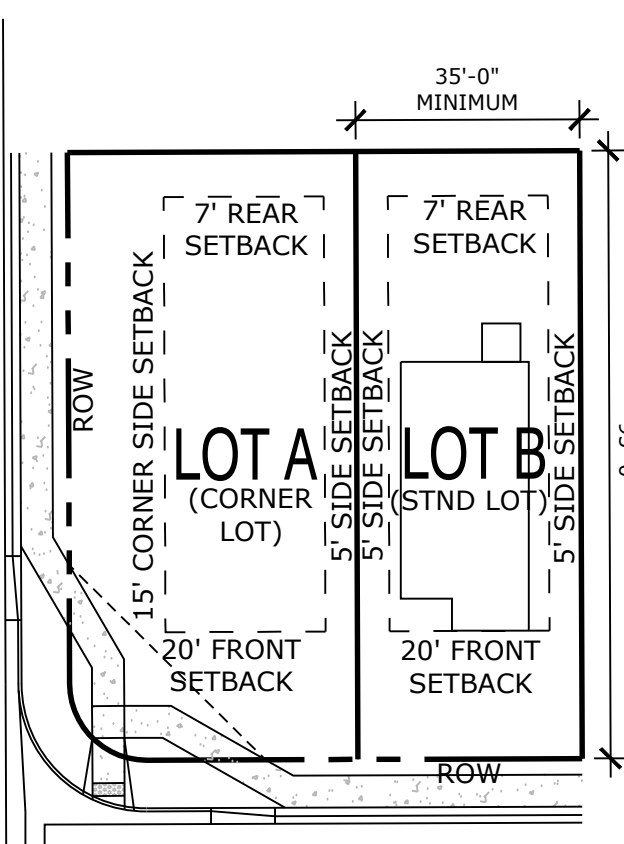 35'-0"
MINIMUM
7' REAR
SETBACK
7' REAR
SETBACK
15' CORNER SIDE SETBACK
ROW
5' SIDE SETBACK
5' SIDE SETBACK
5' SIDE SETBACK
LOT A
(CORNER
LOT)
LOT B
(STND LOT)
20' FRONT
SETBACK
20' FRONT
SETBACK
ROW